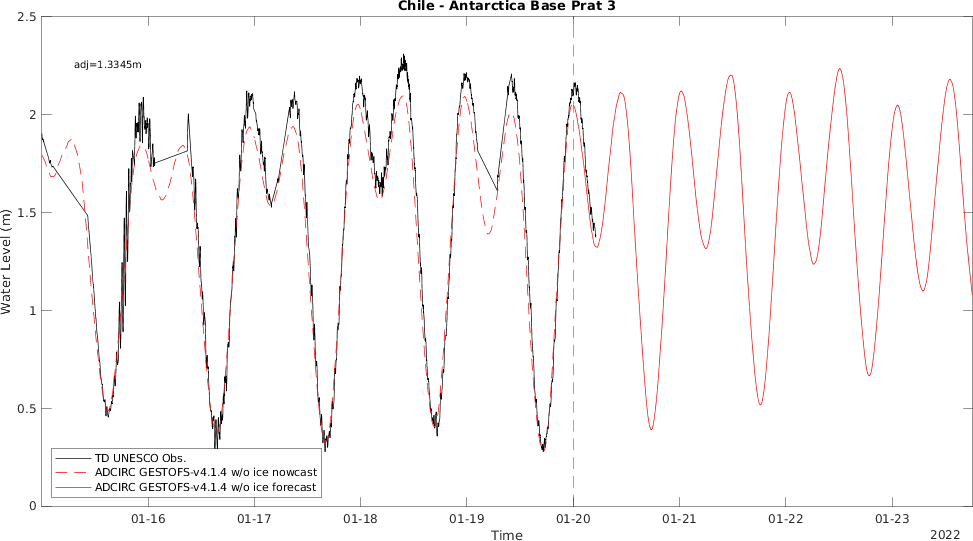 Chile - Antarctica Base Prat 3
2.5
adj=1.3345m
2
1.5
Water Level (m)
1
0.5
TD UNESCO Obs.
ADCIRC GESTOFS-v4.1.4 w/o ice nowcast
ADCIRC GESTOFS-v4.1.4 w/o ice forecast
0
01-16 01-17 01-18 01-19 01-20 01-21 01-22 01-23
Time
2022